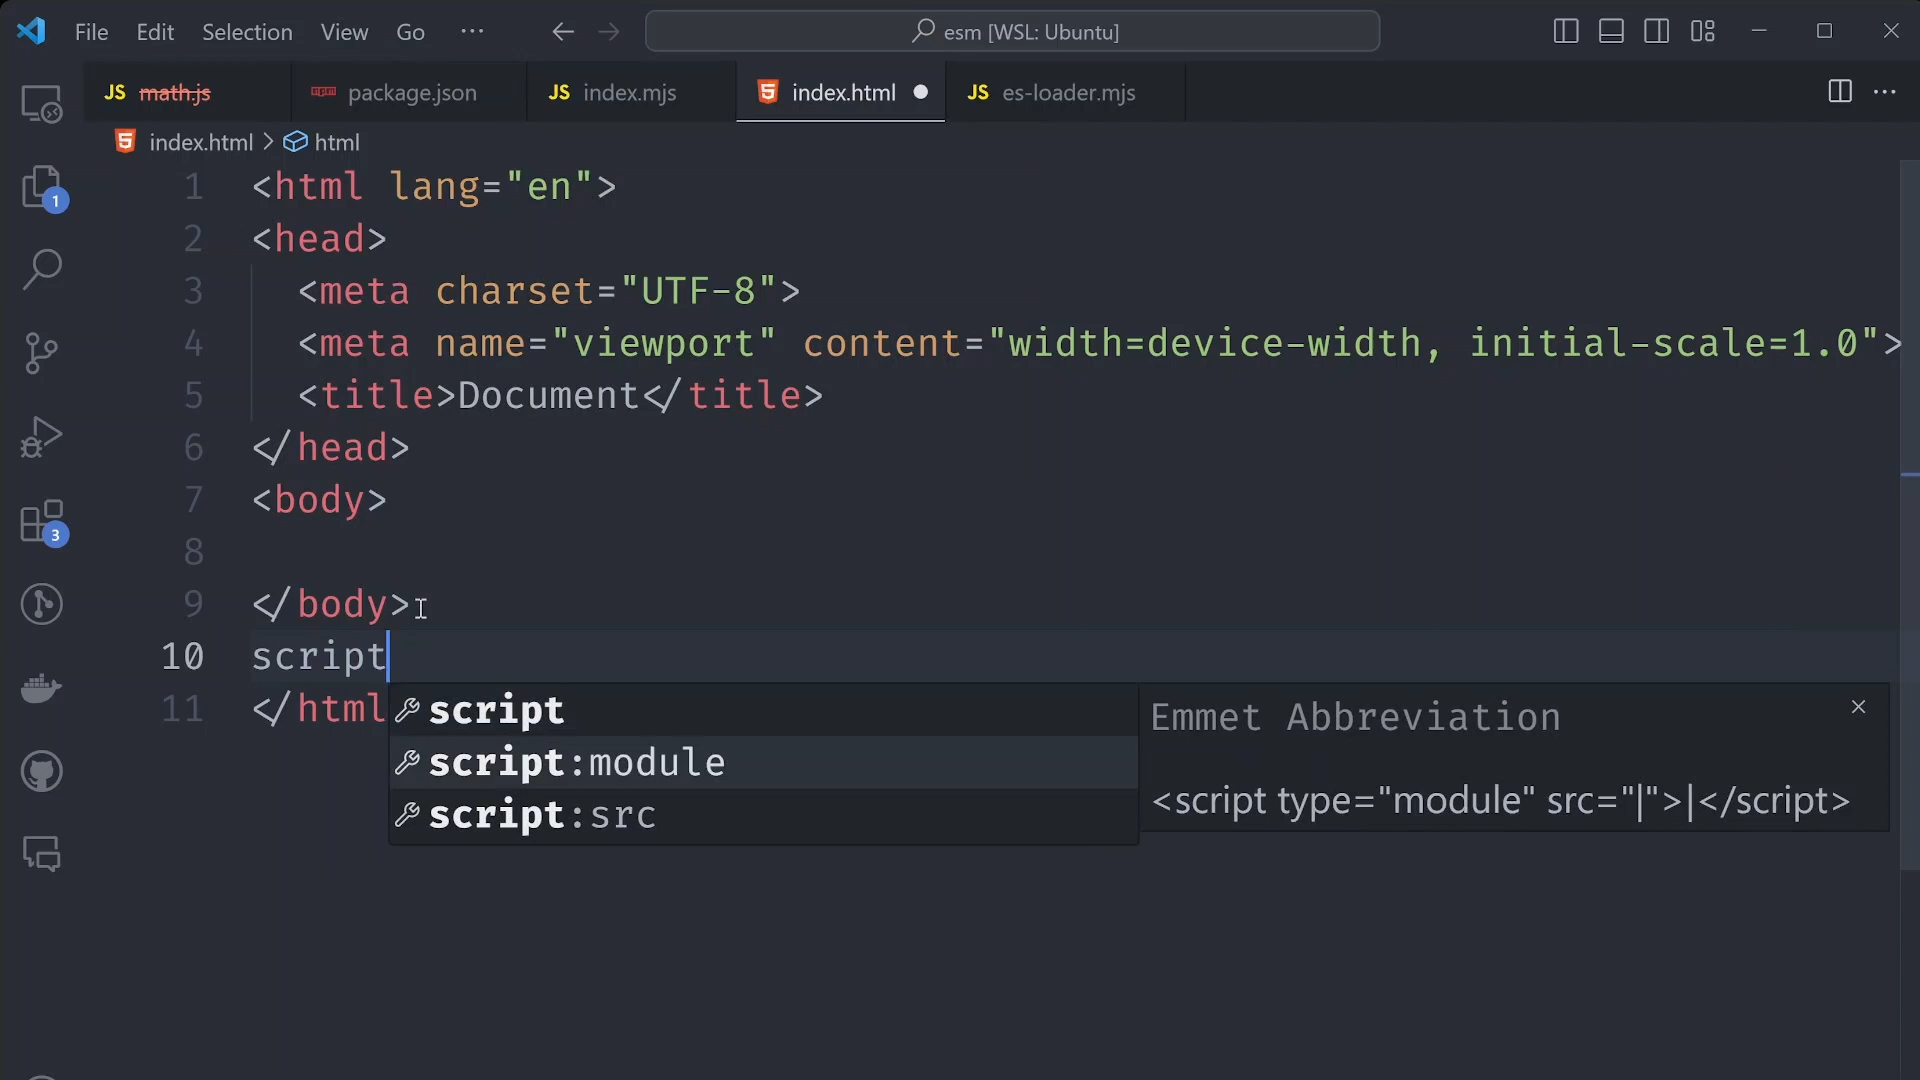 File Edit Selection View Go ··· esm [WSL: Ubuntu]
JS math.js package.json JS index.mjs index.html JS es-loader.mjs
index.html > html
1 <html lang="en">
2 <head>
3 <meta charset="UTF-8">
4 <meta name="viewport" content="width=device-width, initial-scale=1.0">
5 <title>Document</title>
6 </head>
7 <body>
8
9 </body>
10 script
11 </html
script
script:module
script:src
Emmet Abbreviation
<script type="module" src="|">|</script>
1
3